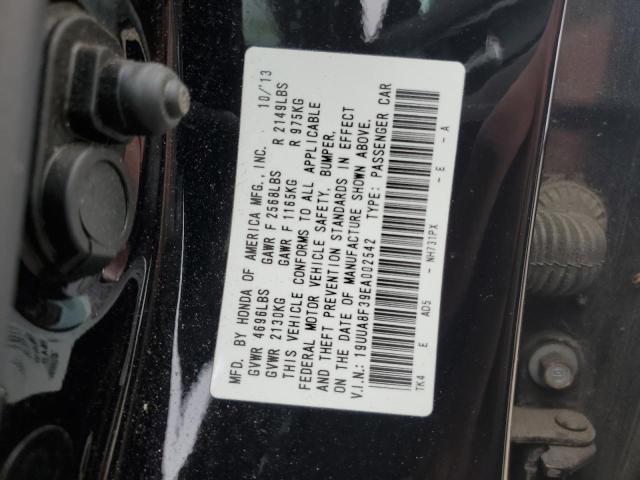 MFD. BY HONDA OF AMERICA MFG., INC. 10/'13
GVWR 4696LBS GAWR F 2568LBS R 2149LBS
GVWR 2130KG GAWR F 1165KG R 975KG
THIS VEHICLE CONFORMS TO ALL APPLICABLE
FEDERAL MOTOR VEHICLE SAFETY, BUMPER,
AND THEFT PREVENTION STANDARDS IN EFFECT
ON THE DATE OF MANUFACTURE SHOWN ABOVE.
V.I.N.: 19UUA8F39EA002542 TYPE: PASSENGER CAR
TK4 E AD5 - NH731PX - E - A